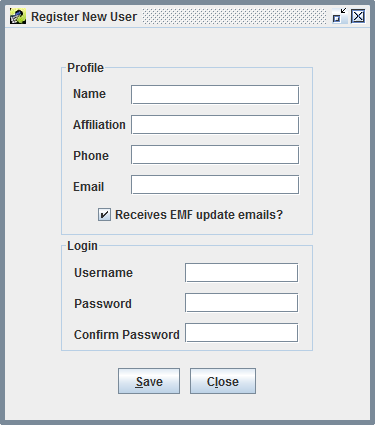 Register New User
Profile
Name
Affiliation
Phone
Email
Receives EMF update emails?
Login
Username
Password
Confirm Password
Save Close